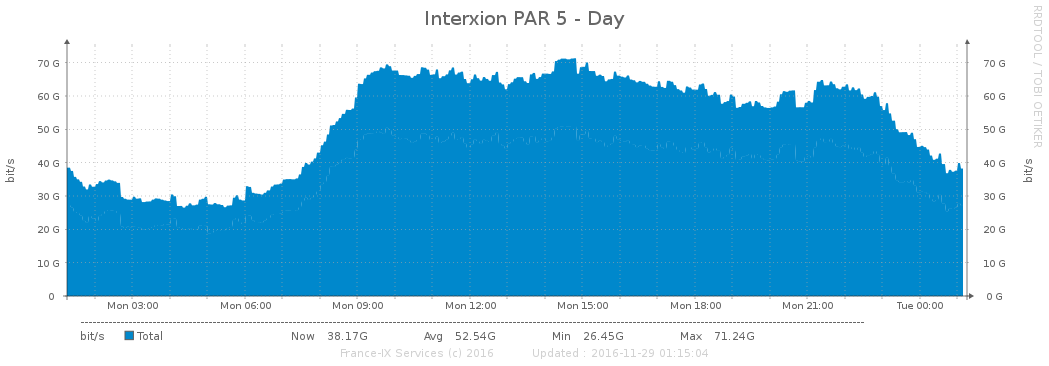 Interxion PAR 5 - Day
RRDTOOL / TOBI OETIKER
bit/s
70 G 70 G
60 G 60 G
50 G 50 G
40 G 40 G
30 G 30 G
20 G 20 G
10 G 10 G
0 0 G
bit/s
Mon 03:00 Mon 06:00 Mon 09:00 Mon 12:00 Mon 15:00 Mon 18:00 Mon 21:00 Tue 00:00
bit/s Total Now 38.17G Avg 52.54G Min 26.45G Max 71.24G
France-IX Services (c) 2016 Updated : 2016-11-29 01:15:04